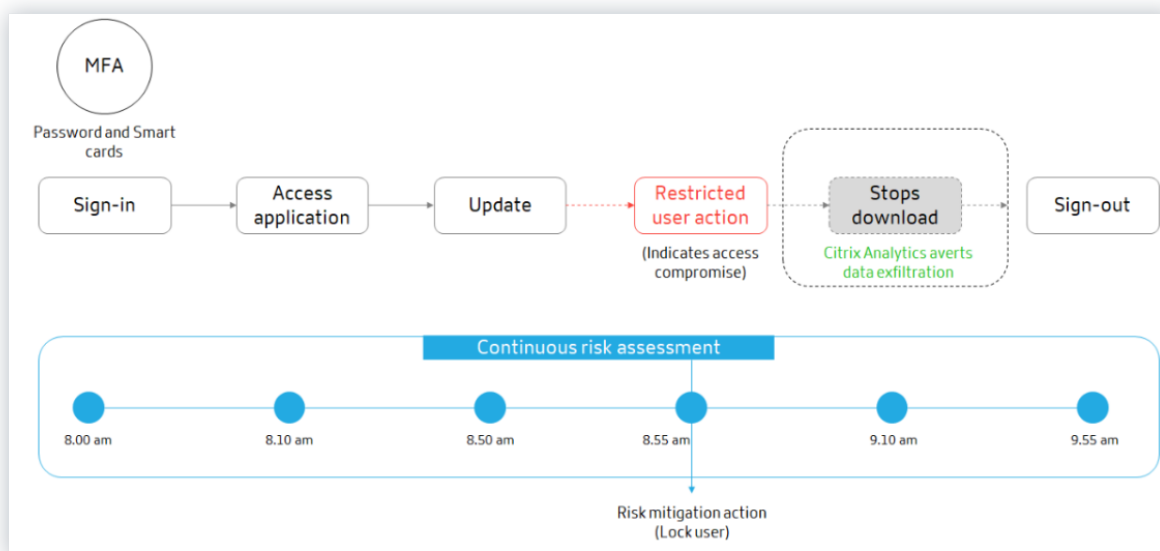 MFA
Password and Smart
cards
Sign-in
Access
application
Update
Restricted
user action
(Indicates access
compromise)
Stops
download
Citrix Analytics averts
data exfiltration
Sign-out
Continuous risk assessment
8.00 am
8.10 am
8.50 am
8.55 am
9.10 am
9.55 am
Risk mitigation action
(Lock user)